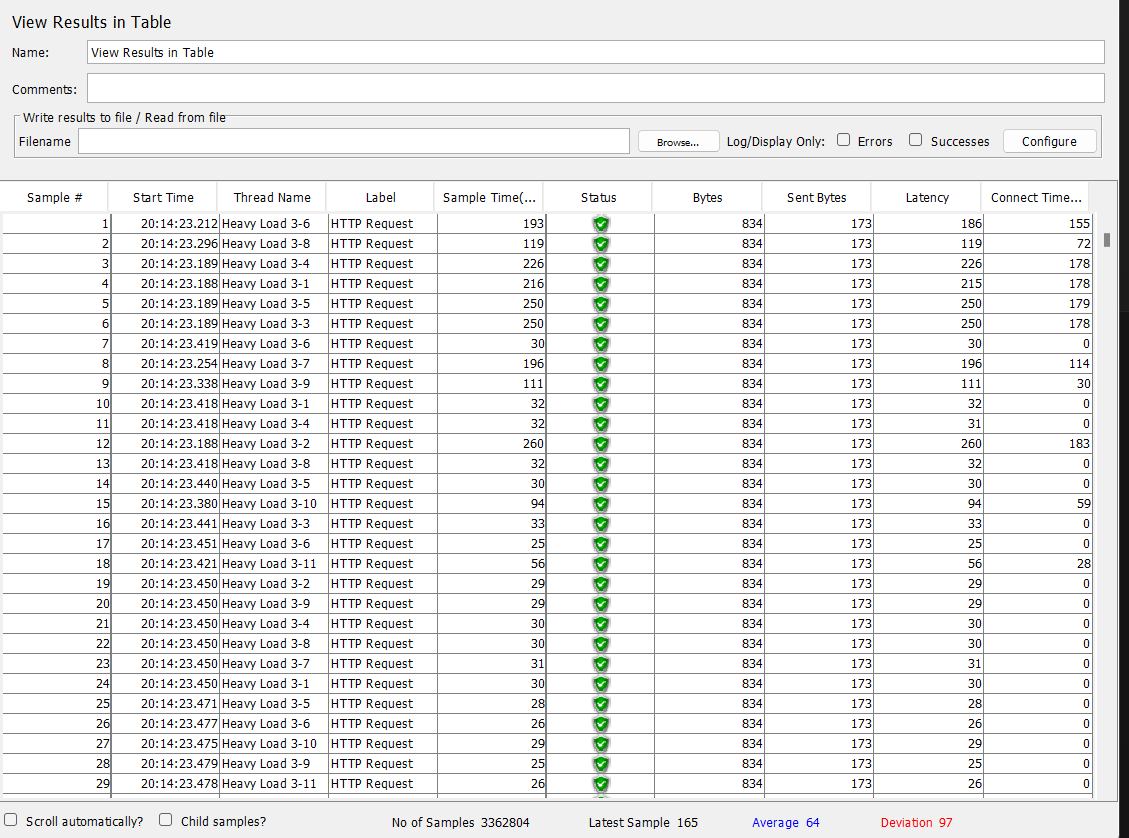 View Results in Table
Name: View Results in Table
Comments:
Write results to file / Read from file
Filename Browse... Log/Display Only: Errors Successes Configure
Sample # Start Time Thread Name Label Sample Time(... Status Bytes Sent Bytes Latency Connect Time...
1 20:14:23.212 Heavy Load 3-6 HTTP Request 193 834 173 186 155
2 20:14:23.296 Heavy Load 3-8 HTTP Request 119 834 173 119 72
3 20:14:23.189 Heavy Load 3-4 HTTP Request 226 834 173 226 178
4 20:14:23.188 Heavy Load 3-1 HTTP Request 216 834 173 215 178
5 20:14:23.189 Heavy Load 3-5 HTTP Request 250 834 173 250 179
6 20:14:23.189 Heavy Load 3-3 HTTP Request 250 834 173 250 178
7 20:14:23.419 Heavy Load 3-6 HTTP Request 30 834 173 30 0
8 20:14:23.254 Heavy Load 3-7 HTTP Request 196 834 173 196 114
9 20:14:23.338 Heavy Load 3-9 HTTP Request 111 834 173 111 30
10 20:14:23.418 Heavy Load 3-1 HTTP Request 32 834 173 32 0
11 20:14:23.418 Heavy Load 3-4 HTTP Request 32 834 173 31 0
12 20:14:23.188 Heavy Load 3-2 HTTP Request 260 834 173 260 183
13 20:14:23.418 Heavy Load 3-8 HTTP Request 32 834 173 32 0
14 20:14:23.440 Heavy Load 3-5 HTTP Request 30 834 173 30 0
15 20:14:23.380 Heavy Load 3-10 HTTP Request 94 834 173 94 59
16 20:14:23.441 Heavy Load 3-3 HTTP Request 33 834 173 33 0
17 20:14:23.451 Heavy Load 3-6 HTTP Request 25 834 173 25 0
18 20:14:23.421 Heavy Load 3-11 HTTP Request 56 834 173 56 28
19 20:14:23.450 Heavy Load 3-2 HTTP Request 29 834 173 29 0
20 20:14:23.450 Heavy Load 3-9 HTTP Request 29 834 173 29 0
21 20:14:23.450 Heavy Load 3-4 HTTP Request 30 834 173 30 0
22 20:14:23.450 Heavy Load 3-8 HTTP Request 30 834 173 30 0
23 20:14:23.450 Heavy Load 3-7 HTTP Request 31 834 173 31 0
24 20:14:23.450 Heavy Load 3-1 HTTP Request 30 834 173 30 0
25 20:14:23.471 Heavy Load 3-5 HTTP Request 28 834 173 28 0
26 20:14:23.477 Heavy Load 3-6 HTTP Request 26 834 173 26 0
27 20:14:23.475 Heavy Load 3-10 HTTP Request 29 834 173 29 0
28 20:14:23.479 Heavy Load 3-9 HTTP Request 25 834 173 25 0
29 20:14:23.478 Heavy Load 3-11 HTTP Request 26 834 173 26 0
Scroll automatically? Child samples? No of Samples 3362804 Latest Sample 165 Average 64 Deviation 97